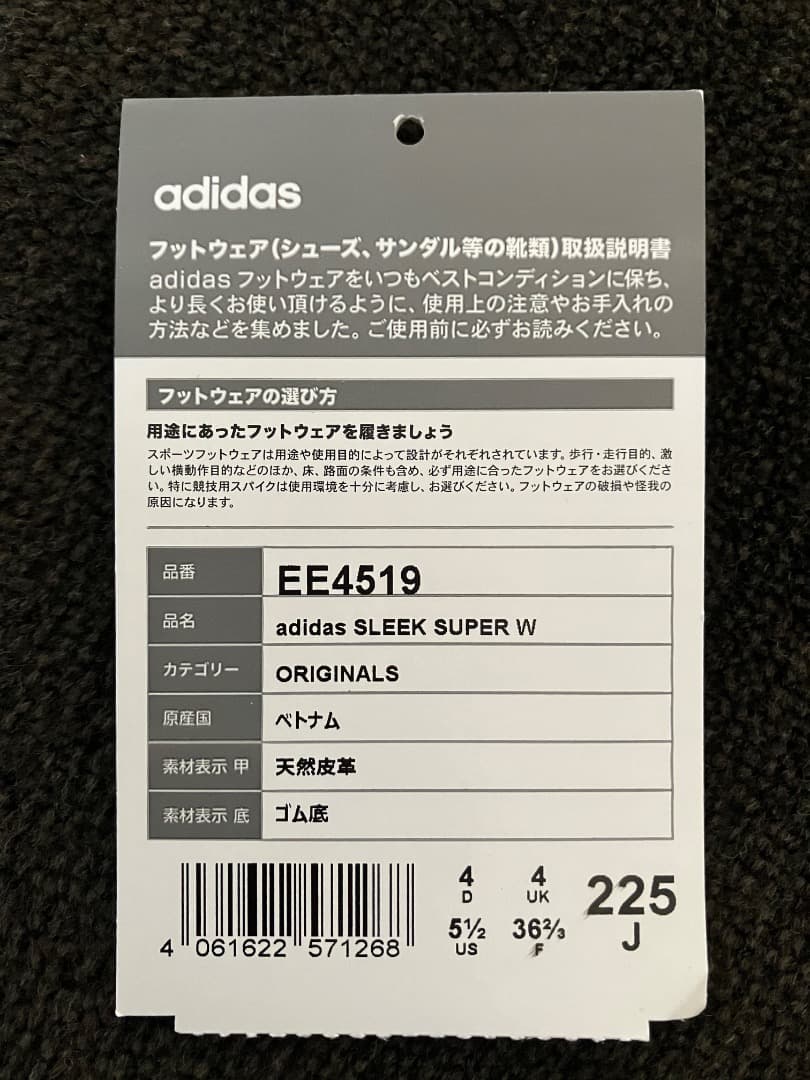 adidas
フットウェア(シューズ、サンダル等の靴類)取扱説明書
adidas フットウェアをいつもベストコンディションに保ち、
より長くお使い頂けるように、使用上の注意やお手入れの
方法などを集めました。ご使用前に必ずお読みください。
フットウェアの選び方
用途にあったフットウェアを履きましょう
スポーツフットウェアは用途や使用目的によって設計がそれぞれされています。歩行・走行目的、激
しい横動作目的などのほか、床、路面の条件も含め、必ず用途に合ったフットウェアをお選びくださ
い。特に競技用スパイクは使用環境を十分に考慮し、お選びください。フットウェアの破損や怪我の
原因になります。
品番 EE4519
品名 adidas SLEEK SUPER W
カテゴリー ORIGINALS
原産国 ベトナム
素材表示 甲 天然皮革
素材表示 底 ゴム底
4 4 225
D UK J
5½ 36⅔
US F
4 061622 571268